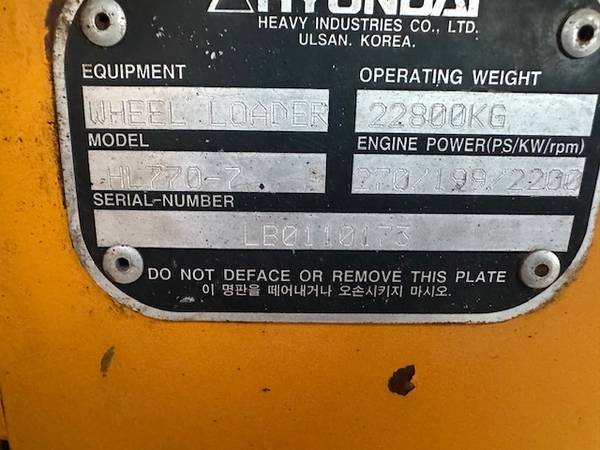 HYUNDAI
HEAVY INDUSTRIES CO., LTD.
ULSAN. KOREA.
EQUIPMENT
WHEEL LOADER
OPERATING WEIGHT
22800KG
MODEL
HL770-7
ENGINE POWER(PS/KW/rpm)
270/199/2200
SERIAL-NUMBER
LB0110173
DO NOT DEFACE OR REMOVE THIS PLATE
이 명판을 떼어내거나 오손시키지 마시오.